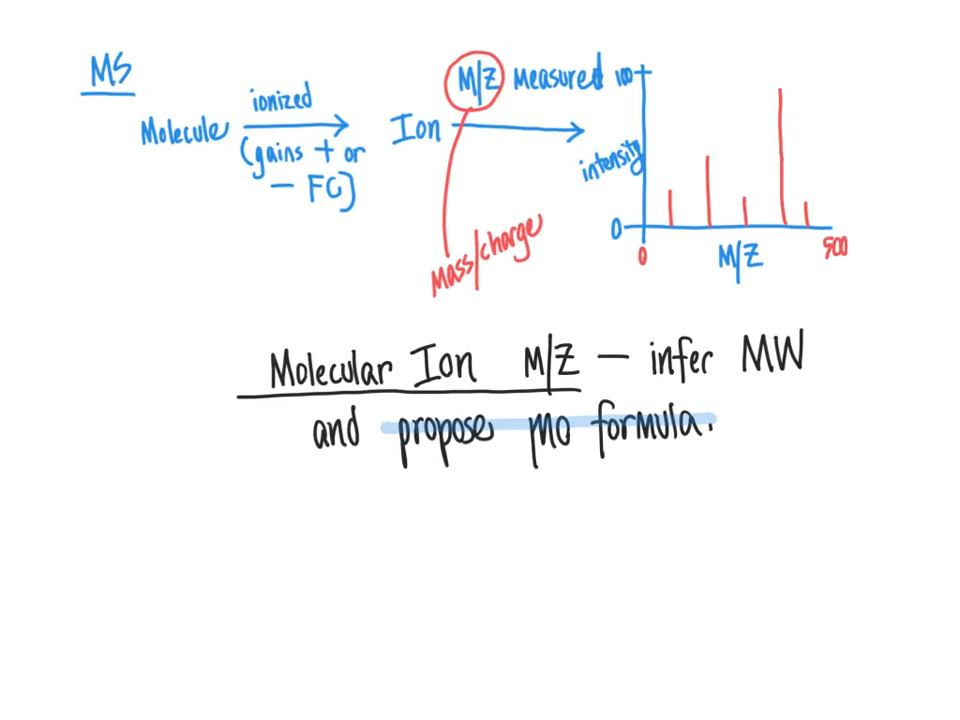 MS
Molecule
ionized
(gains + or
- FC)
Ion
M/Z Measured
Mass/charge
100
intensity
0
0
M/Z
500
Molecular Ion M/Z - infer MW
and propose mo formula.